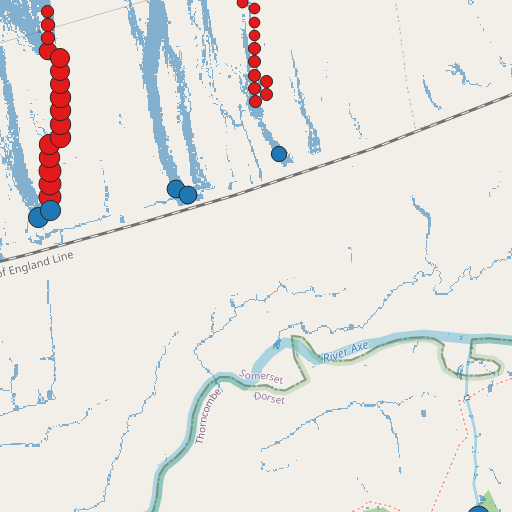 of England Line
River Axe
Somerset
Dorset
Thorncombe